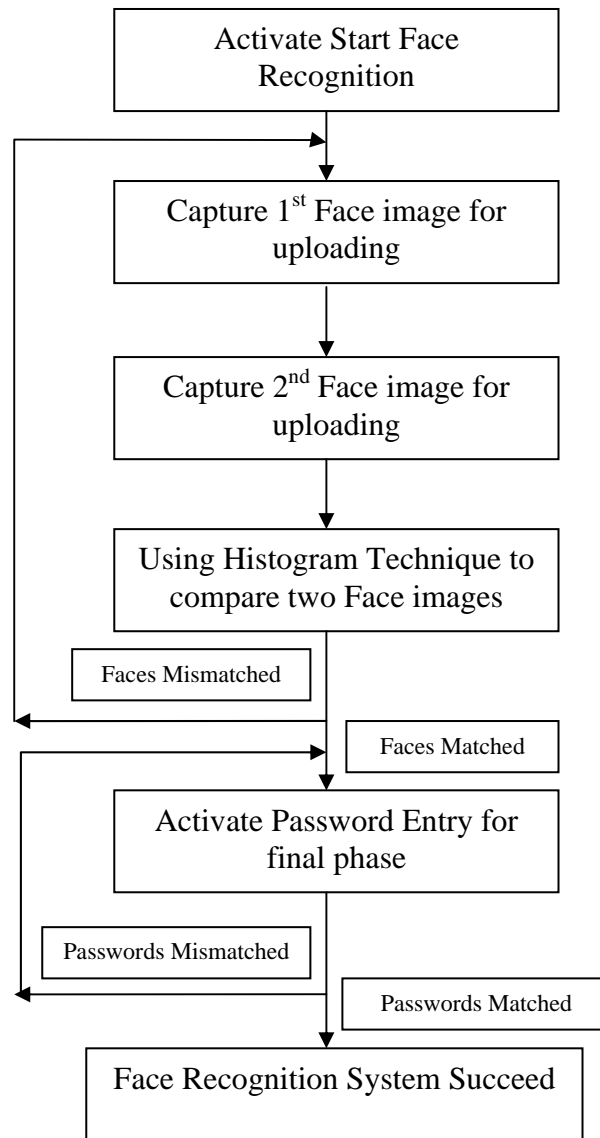 Activate Start Face
Recognition
Capture 1st Face image for
uploading
Capture 2nd Face image for
uploading
Using Histogram Technique to
compare two Face images
Faces Mismatched
Faces Matched
Activate Password Entry for
final phase
Passwords Mismatched
Passwords Matched
Face Recognition System Succeed